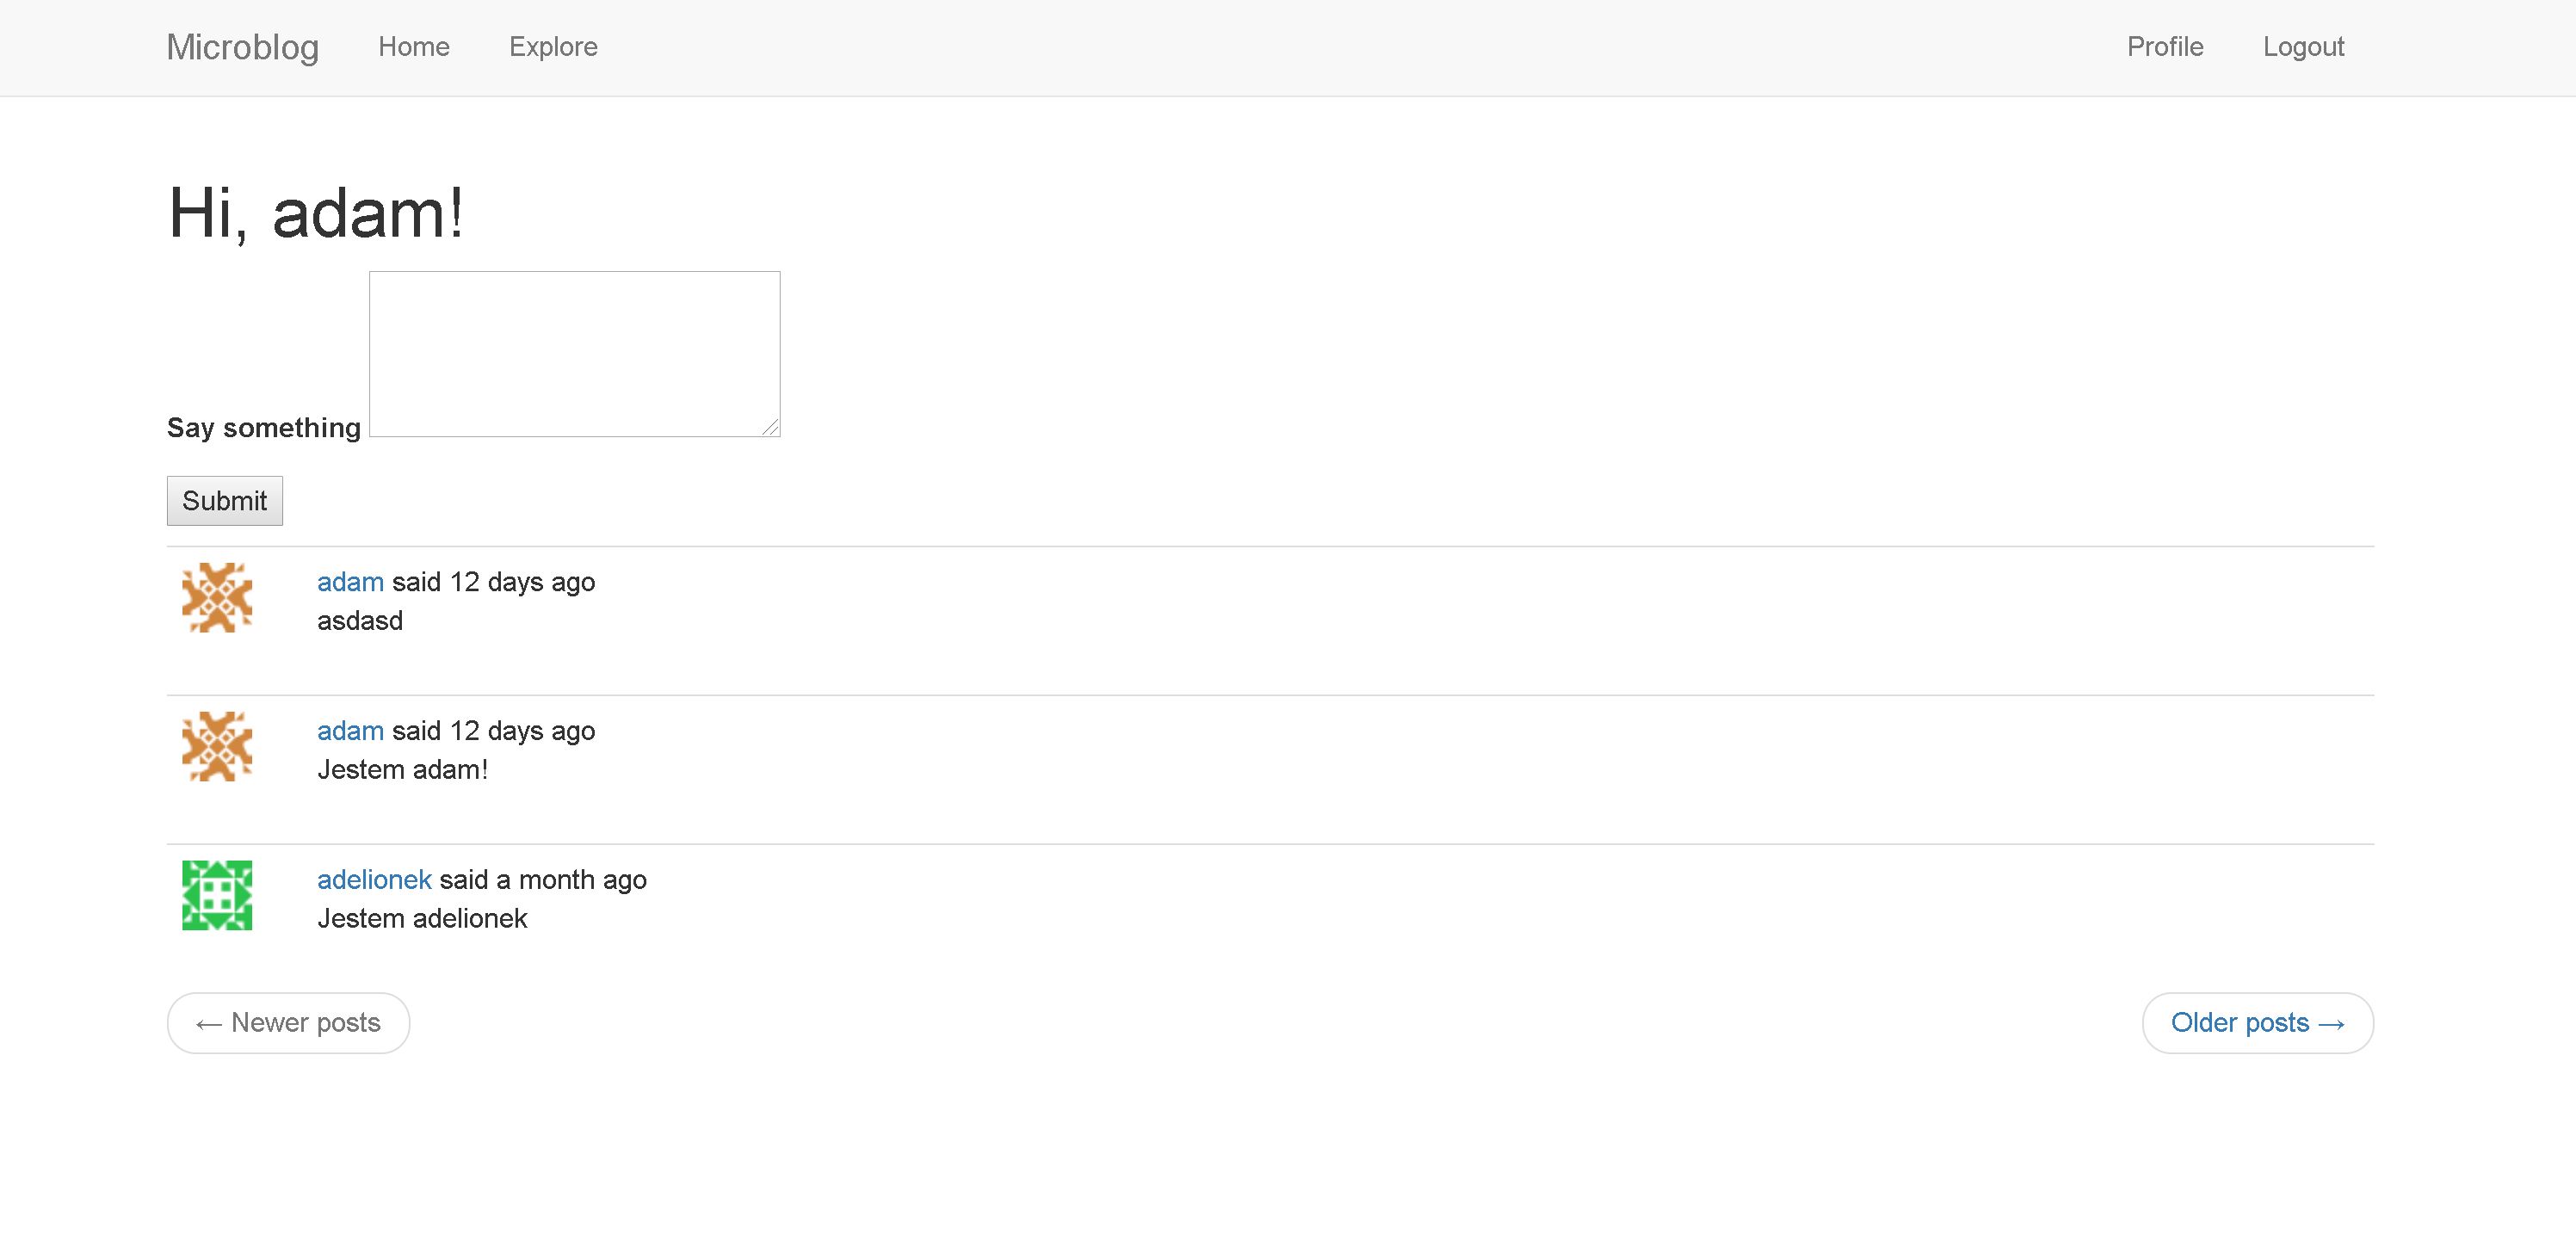 Microblog Home Explore Profile Logout
Hi, adam!
Say something
Submit
adam said 12 days ago
asdasd
adam said 12 days ago
Jestem adam!
adelionek said a month ago
Jestem adelionek
← Newer posts Older posts →